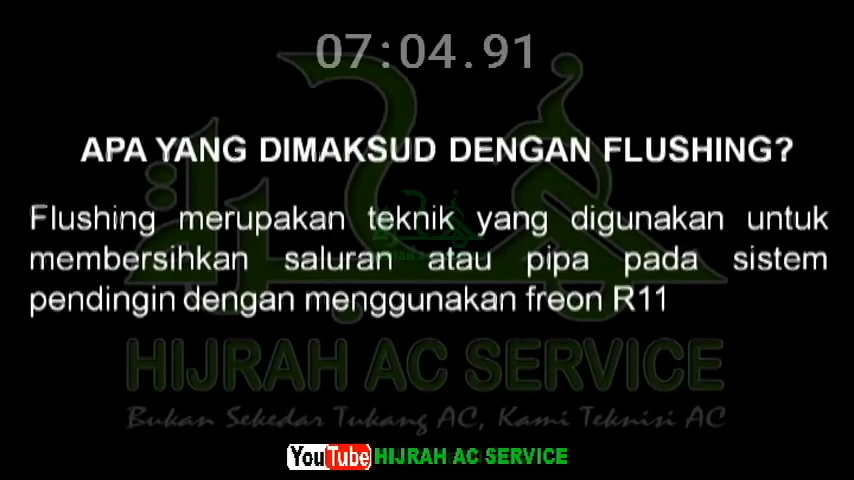 07:04.91
APA YANG DIMAKSUD DENGAN FLUSHING?
Flushing merupakan teknik yang digunakan untuk
membersihkan saluran atau pipa pada sistem
pendingin dengan menggunakan freon R11
HIJRAH AC SERVICE
Bukan Sekedar Tukang AC, Kami Teknisi AC
YouTube HIJRAH AC SERVICE